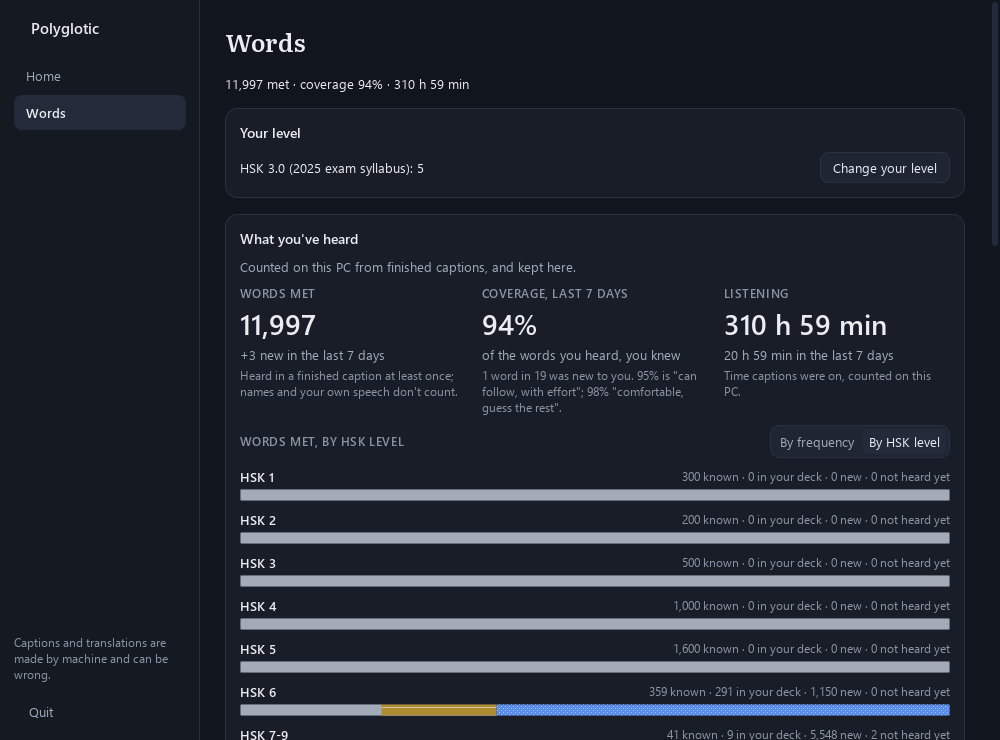 Polyglotic
Home
Words
Captions and translations are
made by machine and can be
wrong.
Quit
Words
11,997 met · coverage 94% · 310 h 59 min
Your level
HSK 3.0 (2025 exam syllabus): 5
Change your level
What you've heard
Counted on this PC from finished captions, and kept here.
WORDS MET
11,997
+3 new in the last 7 days
Heard in a finished caption at least once;
names and your own speech don't count.
COVERAGE, LAST 7 DAYS
94%
of the words you heard, you knew
1 word in 19 was new to you. 95% is "can
follow, with effort"; 98% "comfortable,
guess the rest".
LISTENING
310 h 59 min
20 h 59 min in the last 7 days
Time captions were on, counted on this
PC.
WORDS MET, BY HSK LEVEL
By frequency
By HSK level
HSK 1
300 known · 0 in your deck · 0 new · 0 not heard yet
HSK 2
200 known · 0 in your deck · 0 new · 0 not heard yet
HSK 3
500 known · 0 in your deck · 0 new · 0 not heard yet
HSK 4
1,000 known · 0 in your deck · 0 new · 0 not heard yet
HSK 5
1,600 known · 0 in your deck · 0 new · 0 not heard yet
HSK 6
359 known · 291 in your deck · 1,150 new · 0 not heard yet
HSK 7-9
41 known · 9 in your deck · 5,548 new · 2 not heard yet